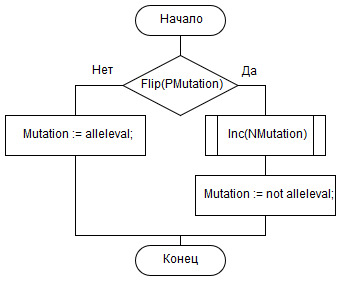 Начало
Нет
Flip(PMutation)
Да
Mutation := alleleval;
Inc(NMutation)
Mutation := not alleleval;
Конец